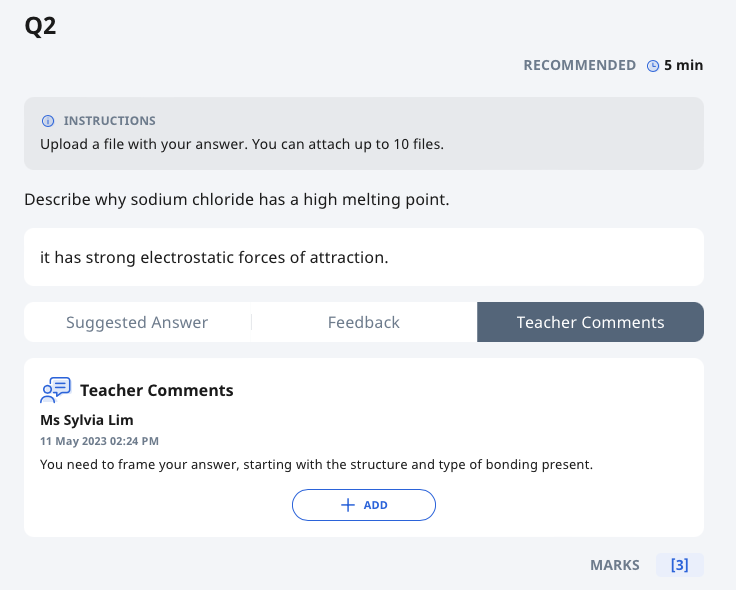 Q2
RECOMMENDED 5 min
INSTRUCTIONS
Upload a file with your answer. You can attach up to 10 files.
Describe why sodium chloride has a high melting point.
it has strong electrostatic forces of attraction.
Suggested Answer Feedback Teacher Comments
Teacher Comments
Ms Sylvia Lim
11 May 2023 02:24 PM
You need to frame your answer, starting with the structure and type of bonding present.
+ ADD
MARKS [3]